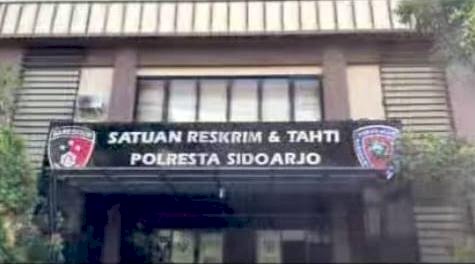 SATUAN RESKRIM & TAHTI
POLRESTA SIDOARJO